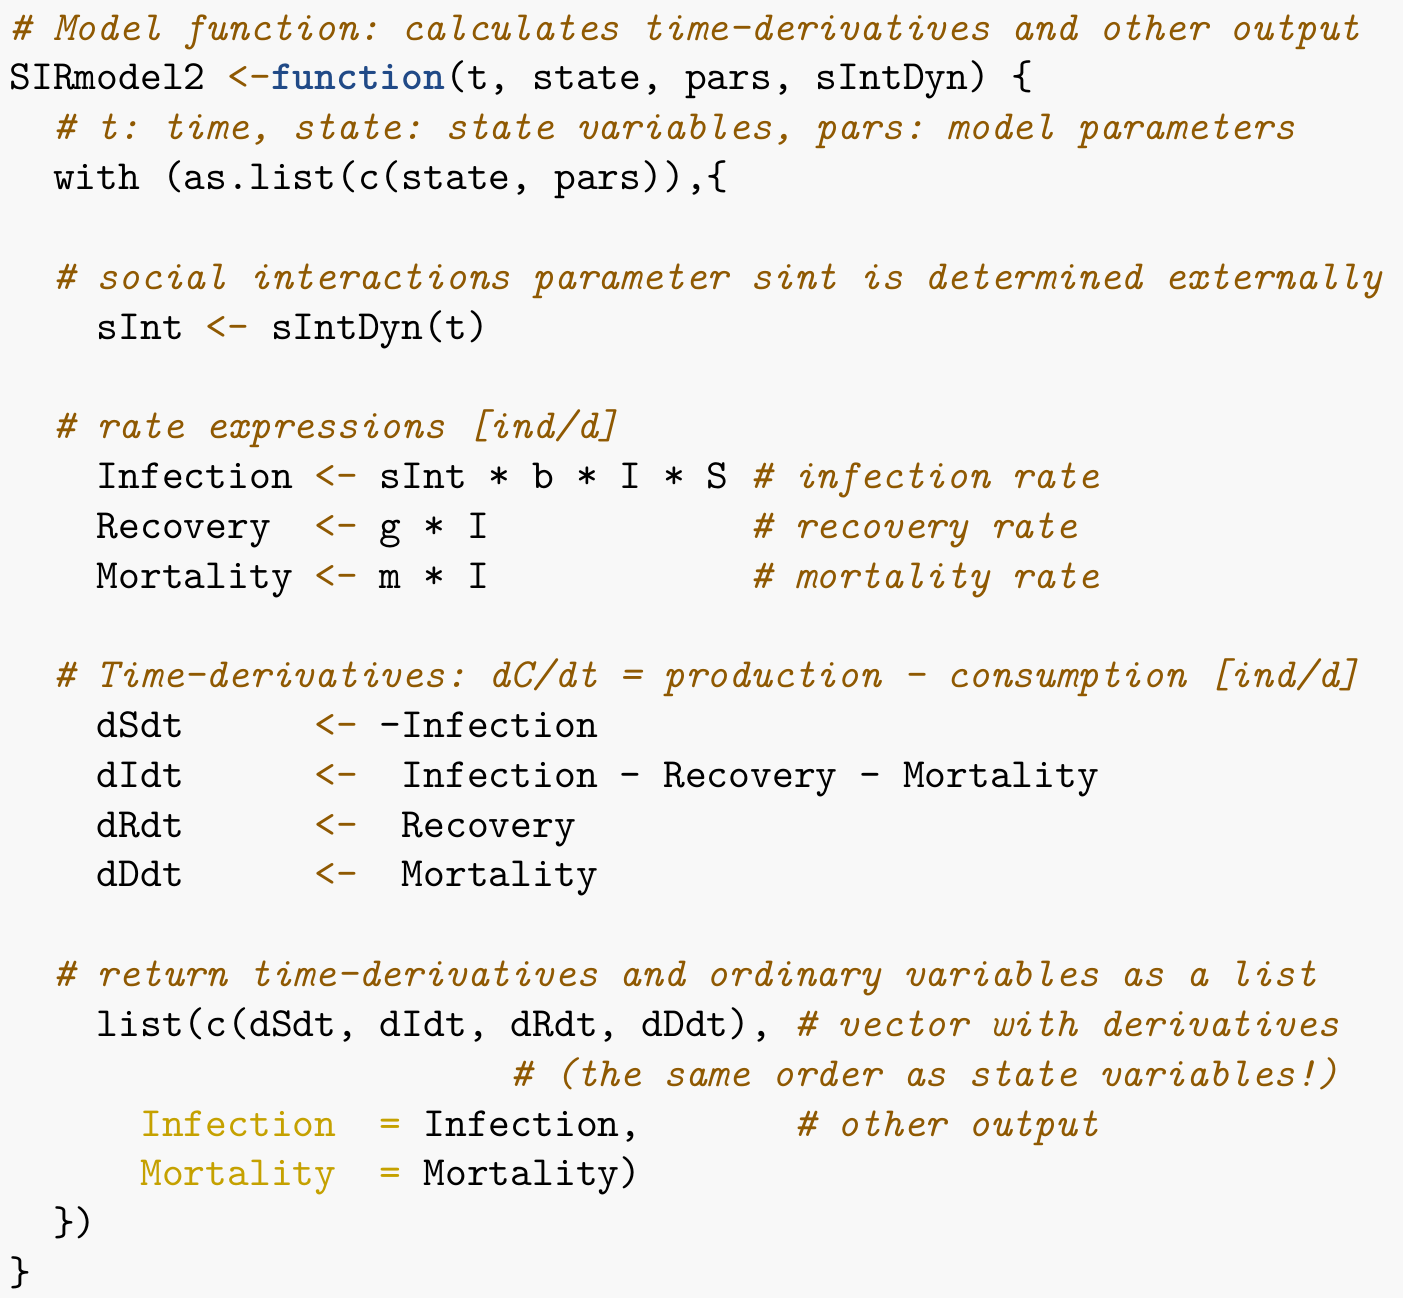 # Model function: calculates time-derivatives and other output
SIRmodel2 <-function(t, state, pars, sIntDyn) {
  # t: time, state: state variables, pars: model parameters
  with (as.list(c(state, pars)),{

  # social interactions parameter sint is determined externally
    sInt <- sIntDyn(t)

  # rate expressions [ind/d]
    Infection <- sInt * b * I * S # infection rate
    Recovery  <- g * I            # recovery rate
    Mortality <- m * I            # mortality rate

  # Time-derivatives: dC/dt = production - consumption [ind/d]
    dSdt      <- -Infection
    dIdt      <-  Infection - Recovery - Mortality
    dRdt      <-  Recovery
    dDdt      <-  Mortality

  # return time-derivatives and ordinary variables as a list
    list(c(dSdt, dIdt, dRdt, dDdt), # vector with derivatives
                       # (the same order as state variables!)
      Infection  = Infection,       # other output
      Mortality  = Mortality)
  })
}